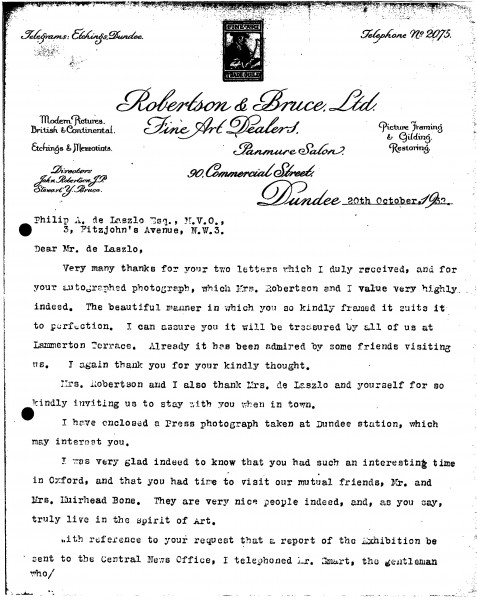 Telegrams: Etchings, Dundee.
Telephone No 2075.
Robertson & Bruce, Ltd.
Fine Art Dealers,
Panmure Salon,
90, Commercial Street,
Modern Pictures.
British & Continental.
Etchings & Mezzotints.
Directors
John Robertson, J.P.
Stewart Y. Bruce.
Picture Framing
& Gilding.
Restoring.
Dundee 20th October, 1932.
Philip A. de Laszlo Esq., M.V.O.,
3, Fitzjohn's Avenue, N.W.3.
Dear Mr. de Laszlo,
Very many thanks for your two letters which I duly received, and for
your autographed photograph, which Mrs. Robertson and I value very highly
indeed. The beautiful manner in which you so kindly framed it suits it
to perfection. I can assure you it will be treasured by all of us at
Lammerton Terrace. Already it has been admired by some friends visiting
us. I again thank you for your kindly thought.
Mrs. Robertson and I also thank Mrs. de Laszlo and yourself for so
kindly inviting us to stay with you when in town.
I have enclosed a Press photograph taken at Dundee station, which
may interest you.
I was very glad indeed to know that you had such an interesting time
in Oxford, and that you had time to visit our mutual friends, Mr. and
Mrs. Muirhead Bone. They are very nice people indeed, and, as you say,
truly live in the spirit of Art.
With reference to your request that a report of the Exhibition be
sent to the Central News Office, I telephoned Mr. Smart, the gentleman
who/